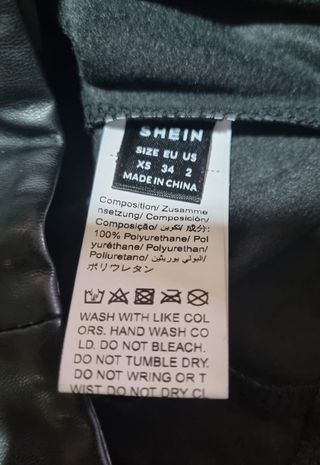 SHEIN
SIZE EU US
XS 34 2
MADE IN CHINA
Composition/ Zusamme
nsetzung/ Composición/
Composição/ تكوين/ 成分:
100% Polyurethane/ Pol
yuréthane/ Polyurethan/
Poliuretano/ البولي يوريثين/
ポリウレタン
WASH WITH LIKE COL
ORS. HAND WASH CO
LD. DO NOT BLEACH.
DO NOT TUMBLE DRY.
DO NOT WRING OR T
WIST. DO NOT DRY CL